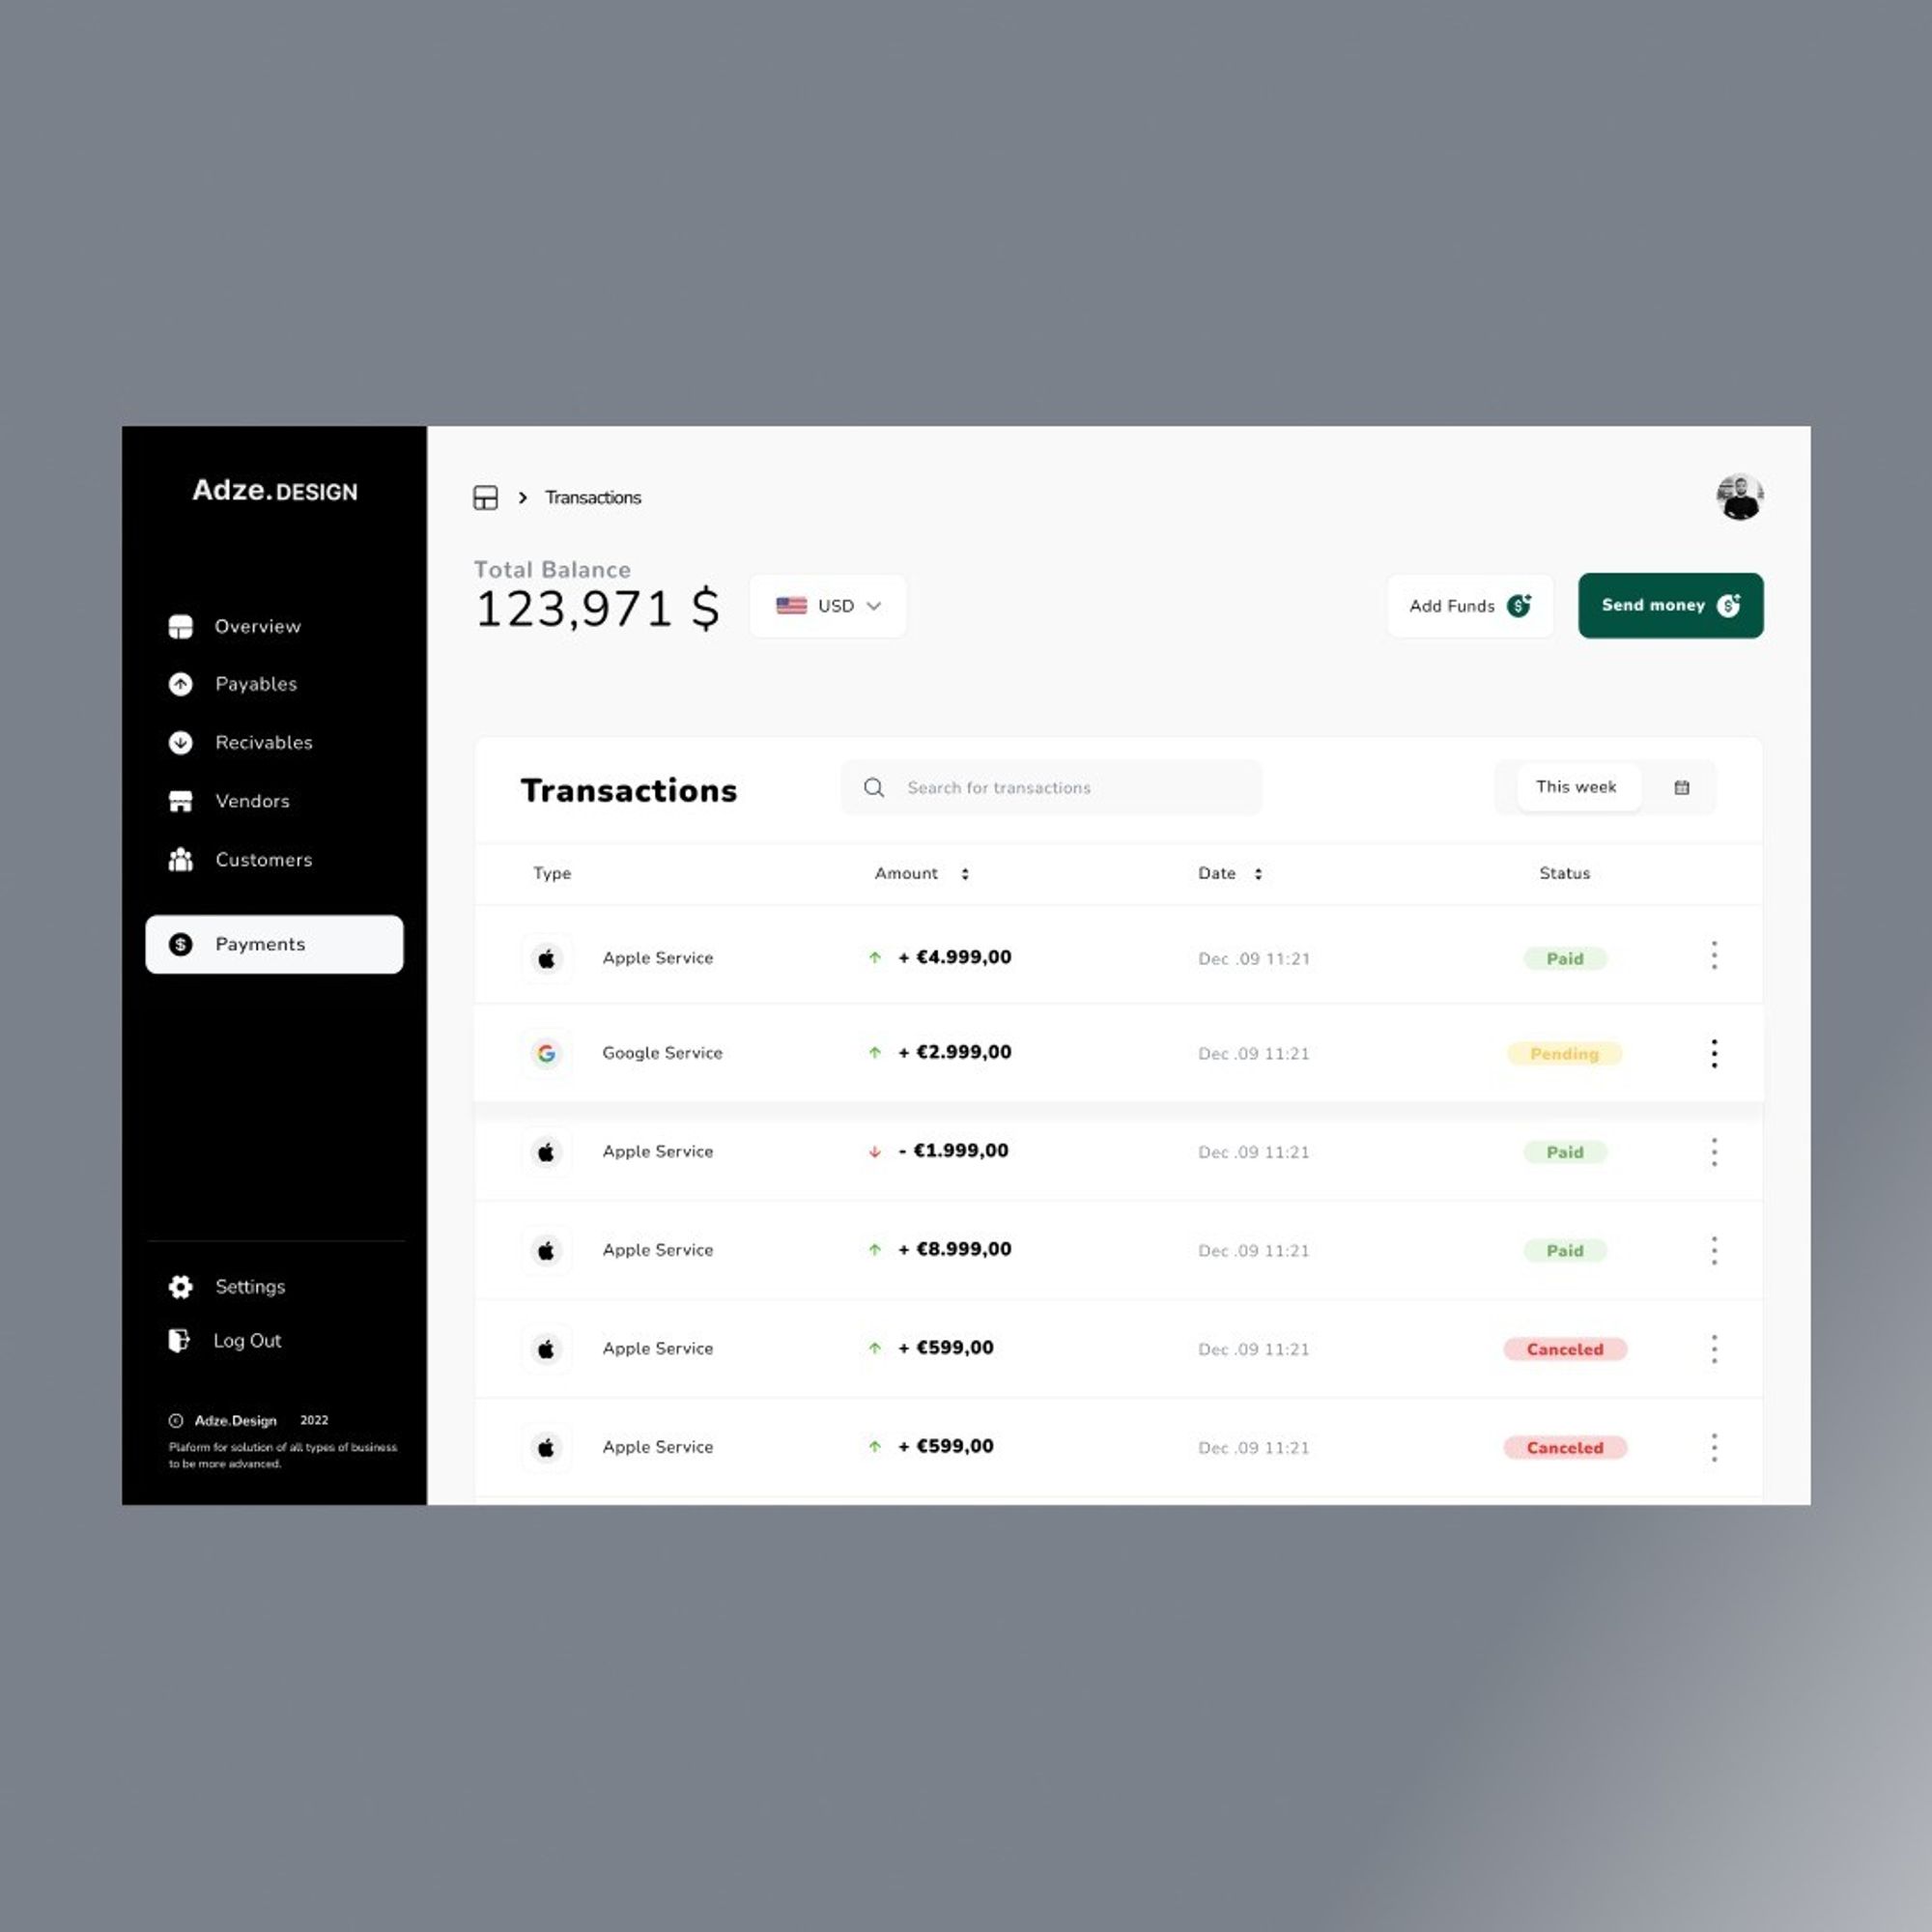 Adze.DESIGN
Overview
Payables
Recivables
Vendors
Customers
Payments
Settings
Log Out
© Adze.Design 2022
Plaform for solution of all types of business
to be more advanced.
Transactions
Total Balance
123,971 $
USD
Add Funds
Send money
Transactions
Search for transactions
This week
Type Amount Date Status
Apple Service + €4.999,00 Dec .09 11:21 Paid
Google Service + €2.999,00 Dec .09 11:21 Pending
Apple Service - €1.999,00 Dec .09 11:21 Paid
Apple Service + €8.999,00 Dec .09 11:21 Paid
Apple Service + €599,00 Dec .09 11:21 Canceled
Apple Service + €599,00 Dec .09 11:21 Canceled